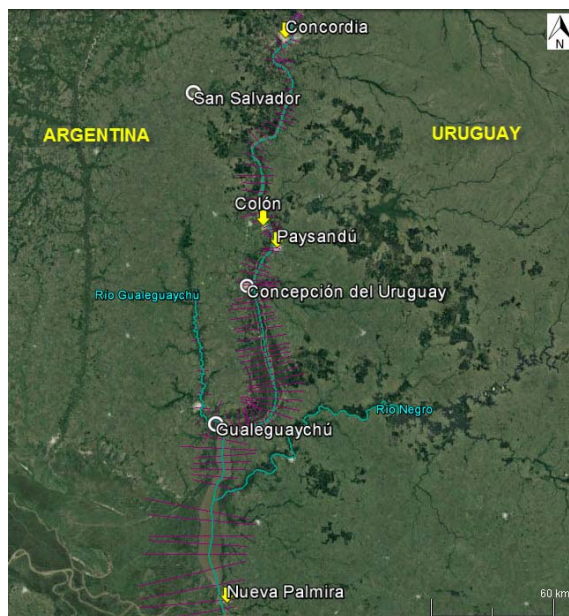 Concordia
N
San Salvador
ARGENTINA
URUGUAY
Colón
Paysandú
Concepción del Uruguay
Río Gualeguaychú
Río Negro
Gualeguaychú
Nueva Palmira
60 km